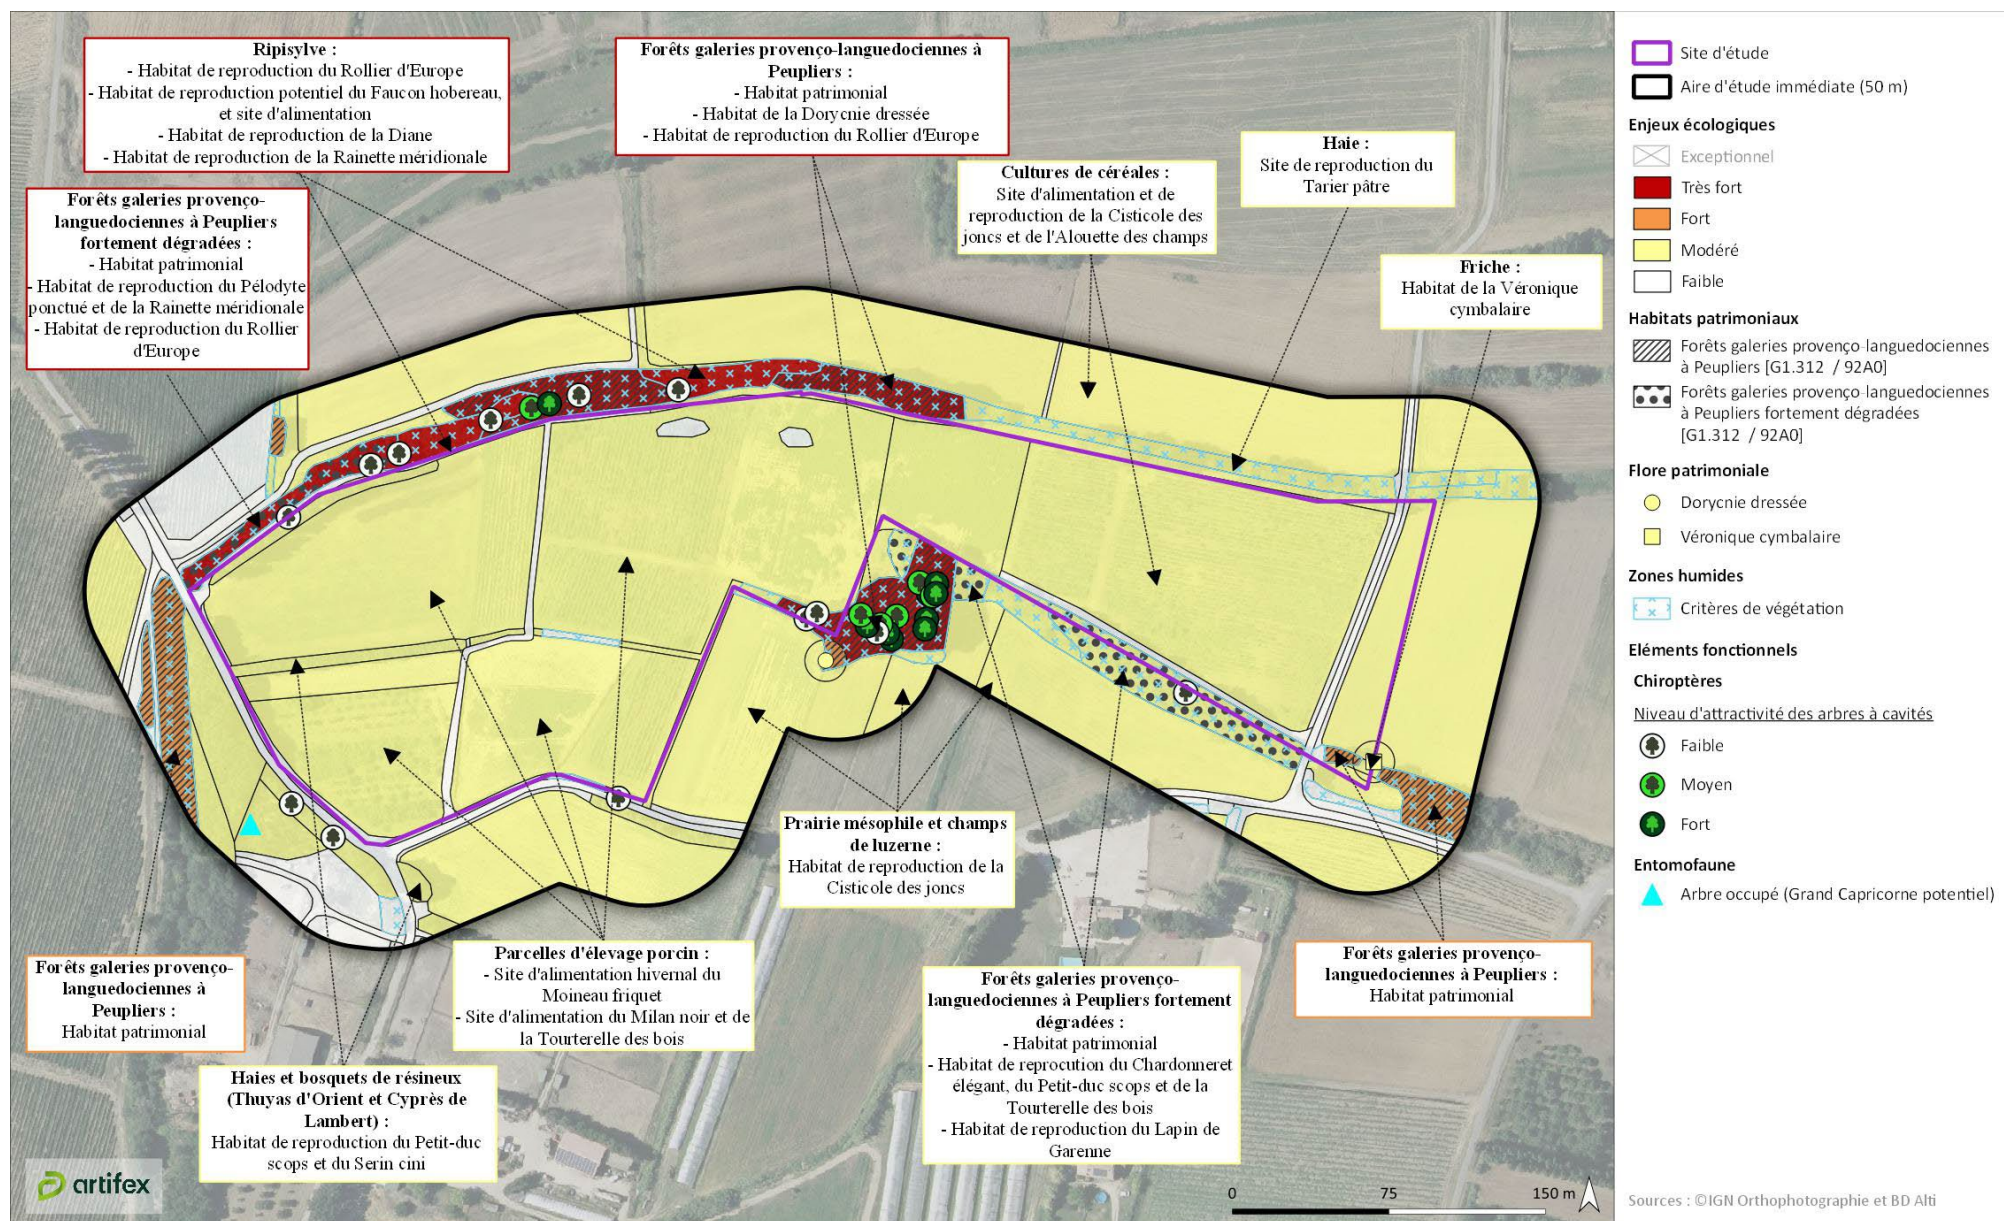 Ripisylve :
- Habitat de reproduction du Rollier d'Europe
- Habitat de reproduction potentiel du Faucon hobereau,
et site d'alimentation
- Habitat de reproduction de la Diane
- Habitat de reproduction de la Rainette méridionale
Forêts galeries provenço-languedociennes à
Peupliers :
- Habitat patrimonial
- Habitat de la Dorycnie dressée
- Habitat de reproduction du Rollier d'Europe
Cultures de céréales :
Site d'alimentation et de
reproduction de la Cisticole des
joncs et de l'Alouette des champs
Haie :
Site de reproduction du
Tarier pâtre
Friche :
Habitat de la Véronique
cymbalaire
Forêts galeries provenço-
languedociennes à Peupliers
fortement dégradées :
- Habitat patrimonial
- Habitat de reproduction du Pélodyte
ponctué et de la Rainette méridionale
- Habitat de reproduction du Rollier
d'Europe
Prairie mésophile et champs
de luzerne :
Habitat de reproduction de la
Cisticole des joncs
Forêts galeries provenço-
languedociennes à
Peupliers :
Habitat patrimonial
Parcelles d'élevage porcin :
- Site d'alimentation hivernal du
Moineau friquet
- Site d'alimentation du Milan noir et de
la Tourterelle des bois
Forêts galeries provenço-
languedociennes à Peupliers fortement
dégradées :
- Habitat patrimonial
- Habitat de reprocution du Chardonneret
élégant, du Petit-duc scops et de la
Tourterelle des bois
- Habitat de reproduction du Lapin de
Garenne
Forêts galeries provenço-
languedociennes à Peupliers :
Habitat patrimonial
Haies et bosquets de résineux
(Thuyas d'Orient et Cyprès de
Lambert) :
Habitat de reproduction du Petit-duc
scops et du Serin cini
artifex
0 75 150 m
Site d'étude
Aire d'étude immédiate (50 m)
Enjeux écologiques
Exceptionnel
Très fort
Fort
Modéré
Faible
Habitats patrimoniaux
Forêts galeries provenço-languedociennes
à Peupliers [G1.312 / 92A0]
Forêts galeries provenço-languedociennes
à Peupliers fortement dégradées
[G1.312 / 92A0]
Flore patrimoniale
Dorycnie dressée
Véronique cymbalaire
Zones humides
Critères de végétation
Eléments fonctionnels
Chiroptères
Niveau d'attractivité des arbres à cavités
Faible
Moyen
Fort
Entomofaune
Arbre occupé (Grand Capricorne potentiel)
Sources : ©IGN Orthophotographie et BD Alti